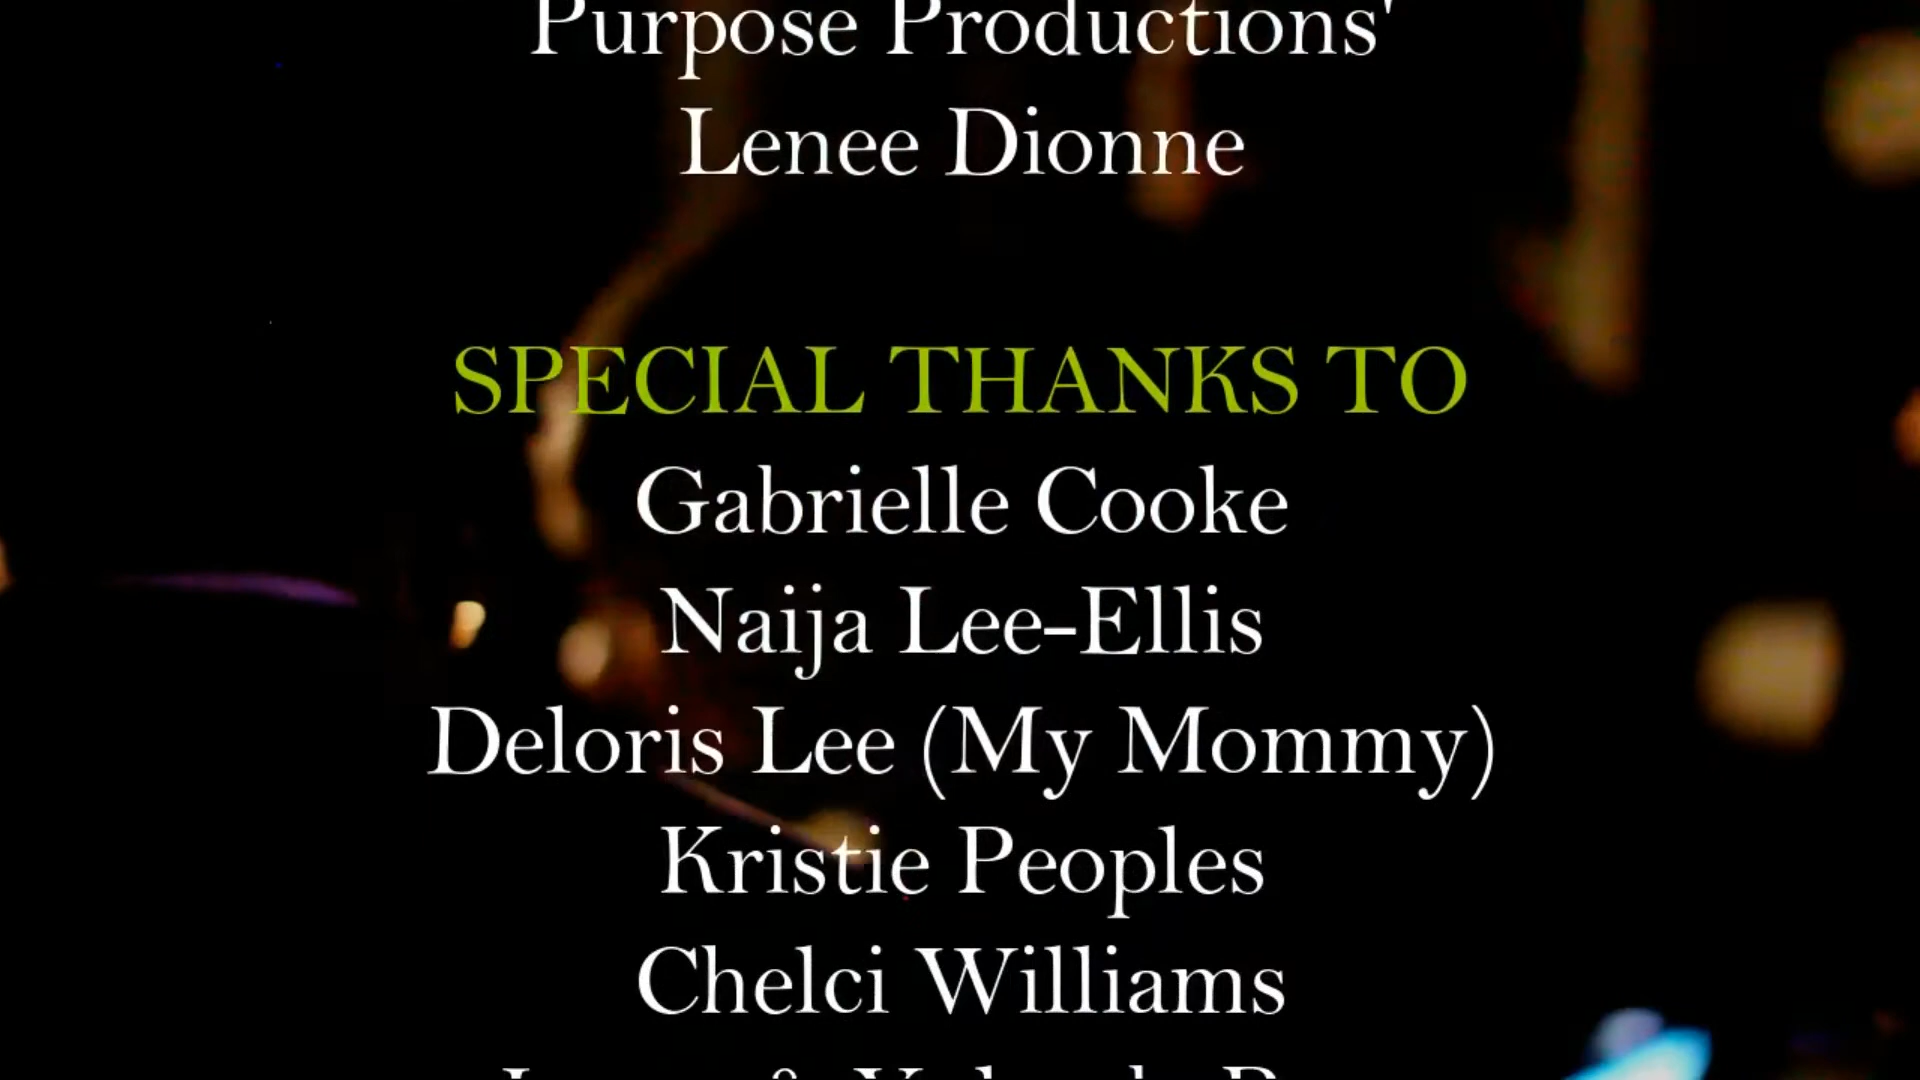 Purpose Productions'
Lenee Dionne
SPECIAL THANKS TO
Gabrielle Cooke
Naija Lee-Ellis
Deloris Lee (My Mommy)
Kristie Peoples
Chelci Williams